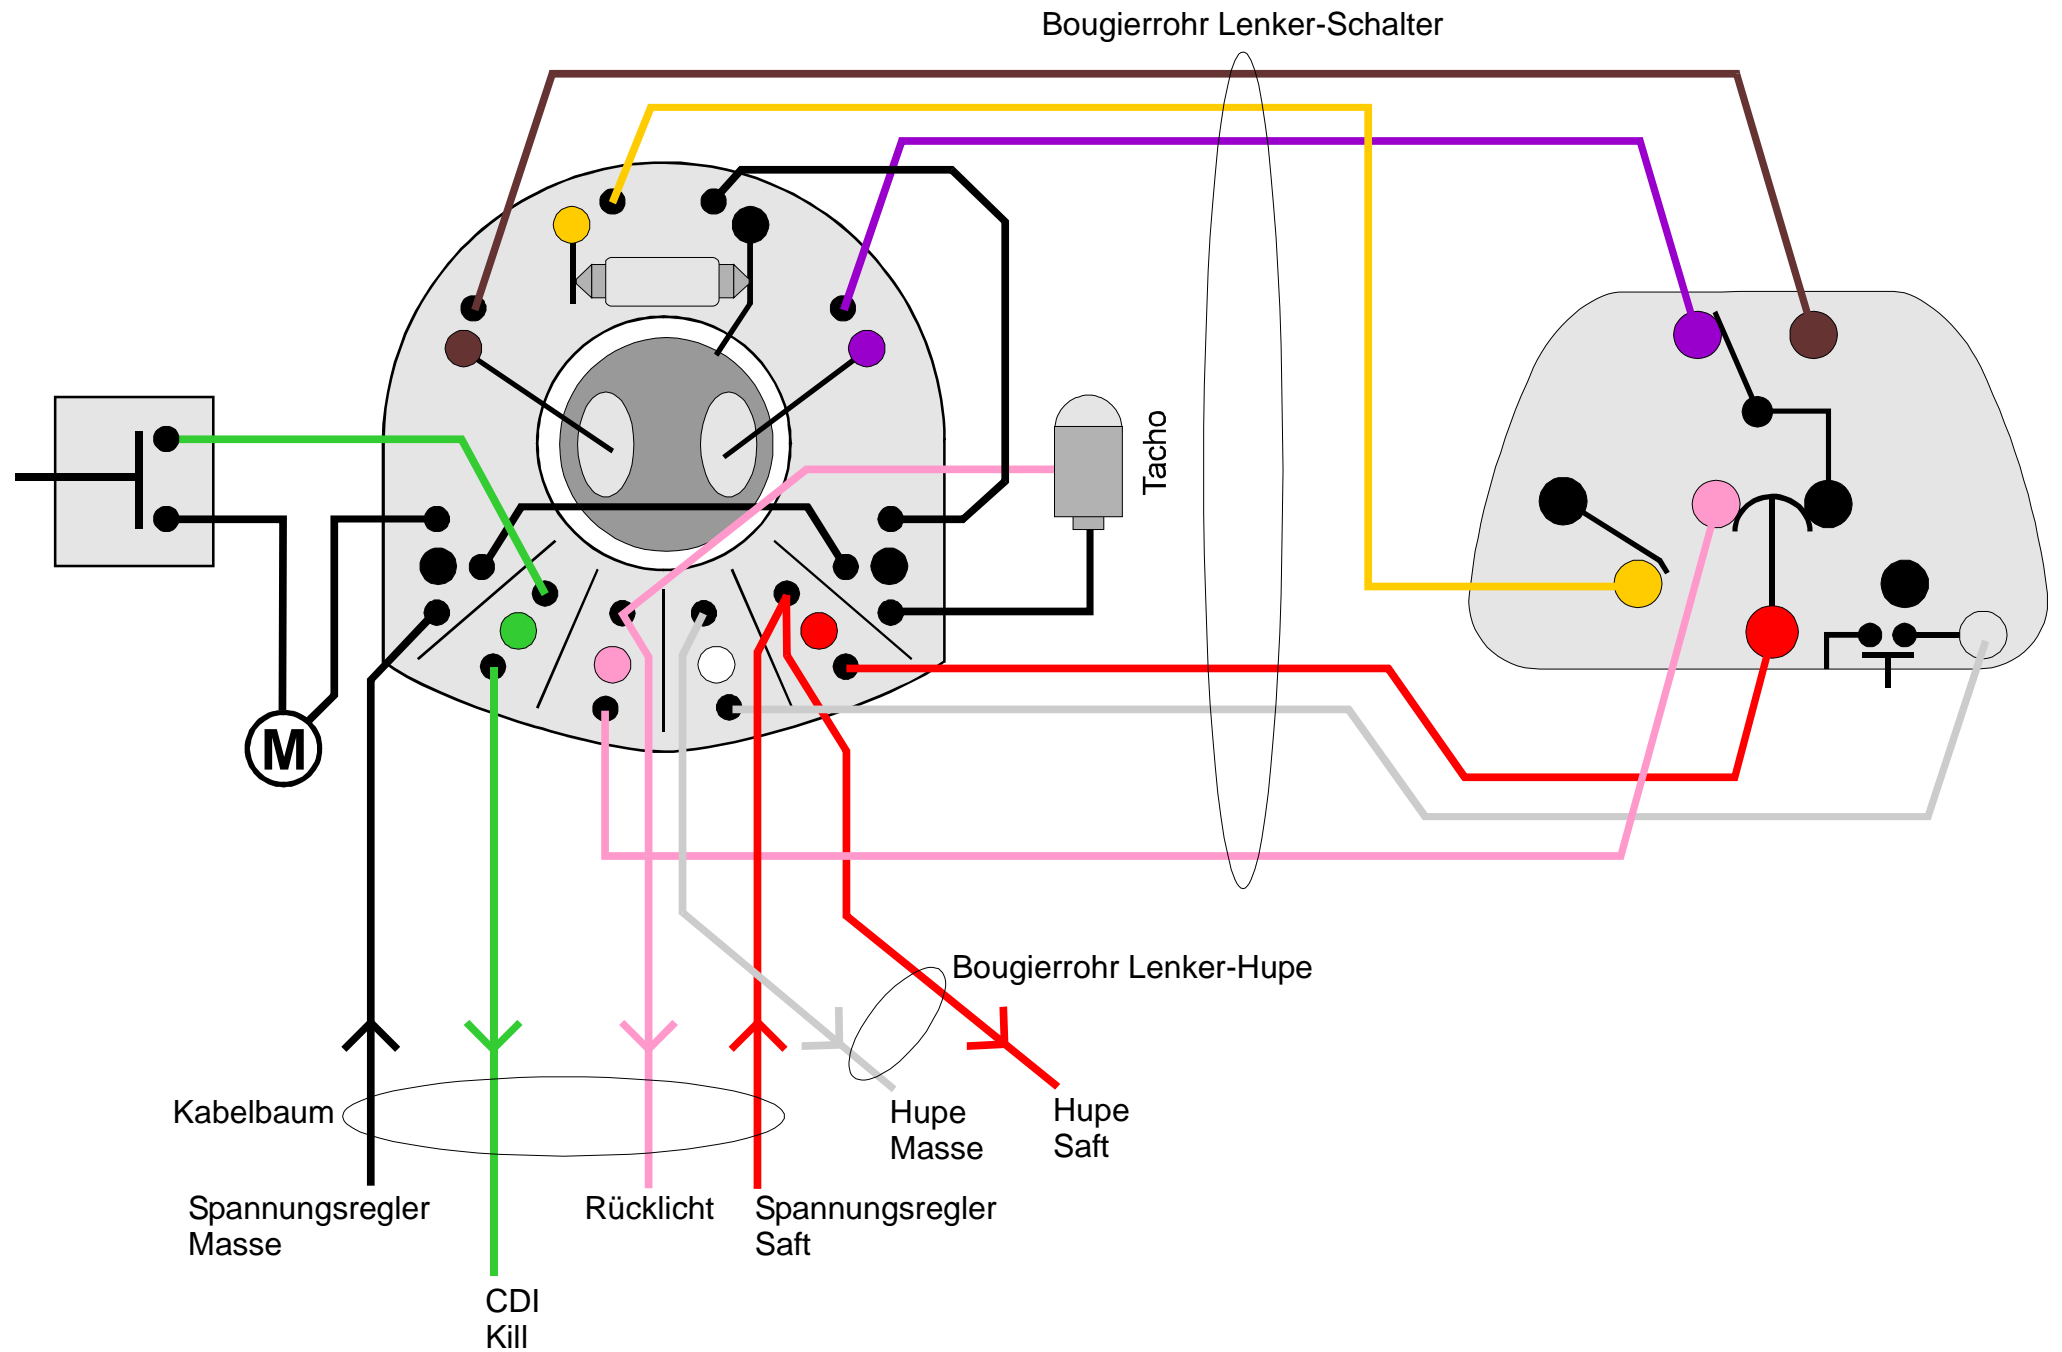 Bougierrohr Lenker-Schalter
Tacho
M
Bougierrohr Lenker-Hupe
Kabelbaum
Hupe
Masse
Hupe
Saft
Spannungsregler
Masse
Rücklicht
Spannungsregler
Saft
CDI
Kill